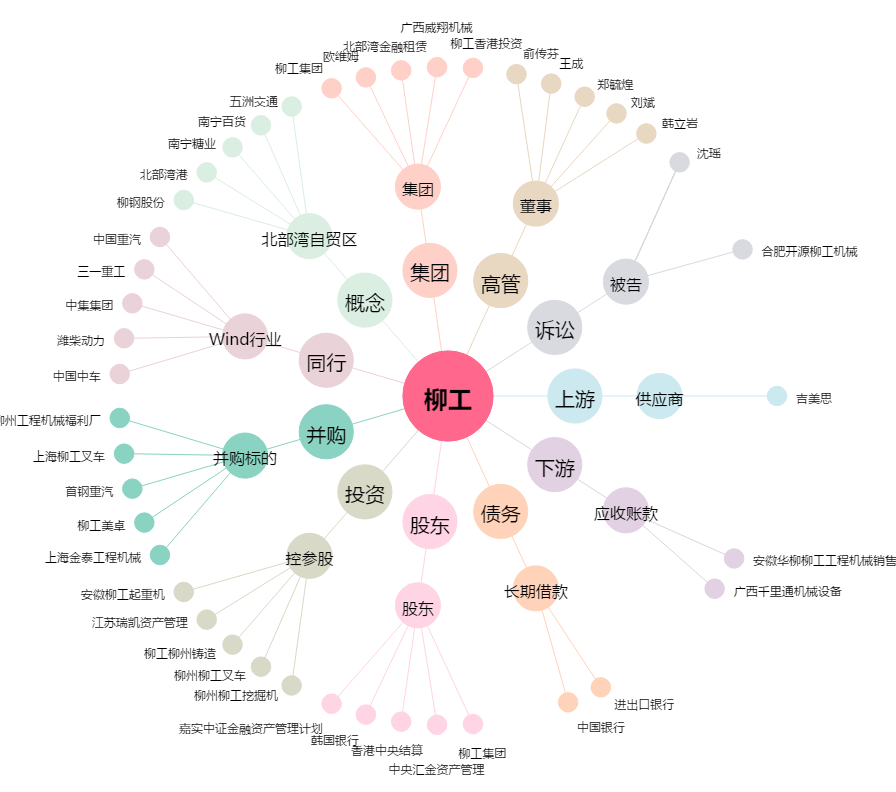 广西威翔机械
北部湾金融租赁
柳工香港投资
欧维姆
柳工集团
俞传芬
王成
郑毓煌
刘斌
韩立岩
沈瑶
五洲交通
南宁百货
南宁糖业
北部湾港
柳钢股份
集团
董事
北部湾自贸区
中国重汽
三一重工
中集集团
潍柴动力
中国中车
集团
高管
被告
合肥开源柳工机械
概念
诉讼
Wind行业
同行
柳工
上游
供应商
吉美思
柳州工程机械福利厂
上海柳工叉车
首钢重汽
柳工美卓
上海金泰工程机械
并购
并购标的
下游
投资
股东
债务
应收账款
安徽华柳柳工工程机械销售
广西千里通机械设备
控参股
长期借款
股东
安徽柳工起重机
江苏瑞凯资产管理
柳工柳州铸造
柳州柳工叉车
柳州柳工挖掘机
嘉实中证金融资产管理计划
韩国银行
香港中央结算
中央汇金资产管理
柳工集团
进出口银行
中国银行